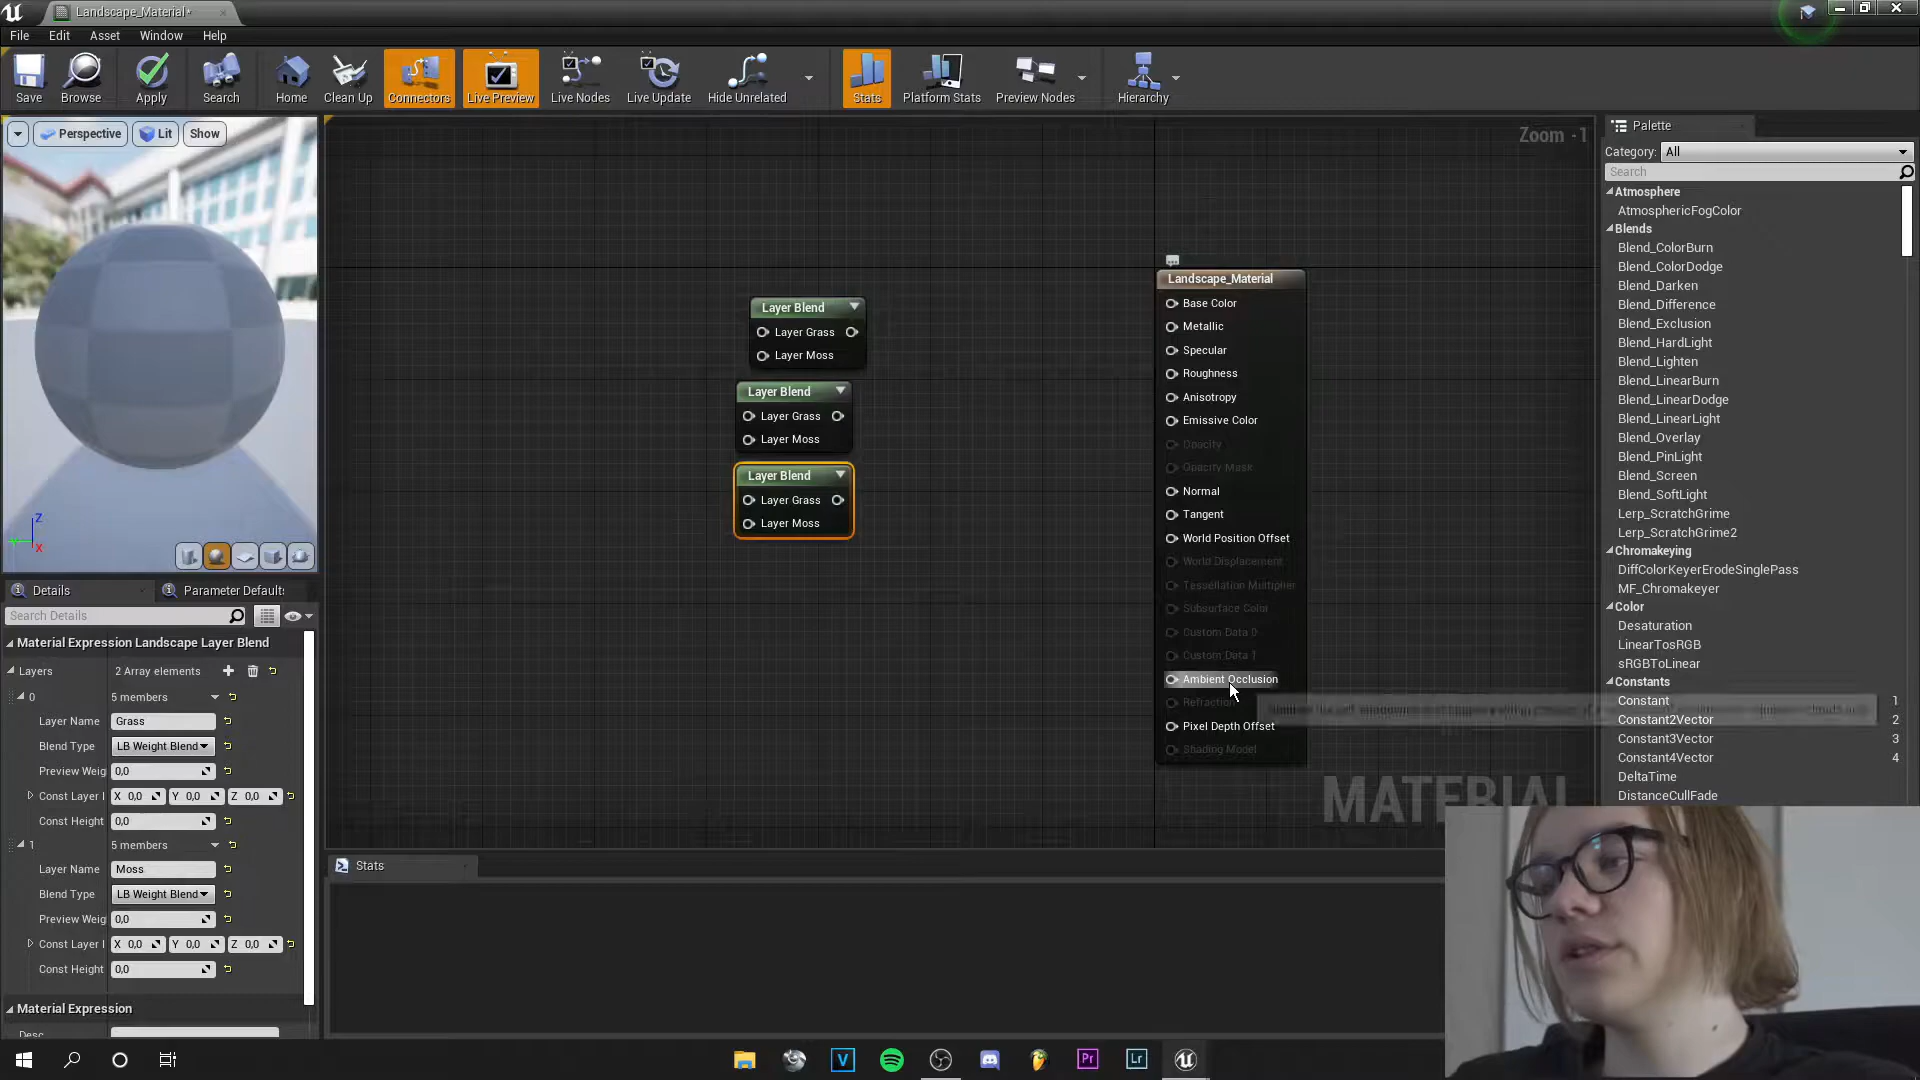 Landscape_Material*
File Edit Asset Window Help
Save Browse Apply Search Home Clean Up Connectors Live Preview Live Nodes Live Update Hide Unrelated Stats Platform Stats Preview Nodes Hierarchy
Perspective Lit Show
Z
X
Details Parameter Defaults
Search Details
Material Expression Landscape Layer Blend
Layers 2 Array elements
0 5 members
Layer Name Grass
Blend Type LB Weight Blend
Preview Weig 0,0
Const Layer I X 0,0 Y 0,0 Z 0,0
Const Height 0,0
1 5 members
Layer Name Moss
Blend Type LB Weight Blend
Preview Weig 0,0
Const Layer I X 0,0 Y 0,0 Z 0,0
Const Height 0,0
Material Expression
Desc
Zoom -1
Layer Blend
Layer Grass
Layer Moss
Layer Blend
Layer Grass
Layer Moss
Layer Blend
Layer Grass
Layer Moss
Landscape_Material
Base Color
Metallic
Specular
Roughness
Anisotropy
Emissive Color
Opacity
Opacity Mask
Normal
Tangent
World Position Offset
World Displacement
Tessellation Multiplier
Subsurface Color
Custom Data 0
Custom Data 1
Ambient Occlusion
Refraction
Pixel Depth Offset
Shading Model
MATERIAL
Stats
Palette
Category: All
Search
Atmosphere
AtmosphericFogColor
Blends
Blend_ColorBurn
Blend_ColorDodge
Blend_Darken
Blend_Difference
Blend_Exclusion
Blend_HardLight
Blend_Lighten
Blend_LinearBurn
Blend_LinearDodge
Blend_LinearLight
Blend_Overlay
Blend_PinLight
Blend_Screen
Blend_SoftLight
Lerp_ScratchGrime
Lerp_ScratchGrime2
Chromakeying
DiffColorKeyerErodeSinglePass
MF_Chromakeyer
Color
Desaturation
LinearTosRGB
sRGBToLinear
Constants
Constant 1
Constant2Vector 2
Constant3Vector 3
Constant4Vector 4
DeltaTime
DistanceCullFade
V Pr Lr